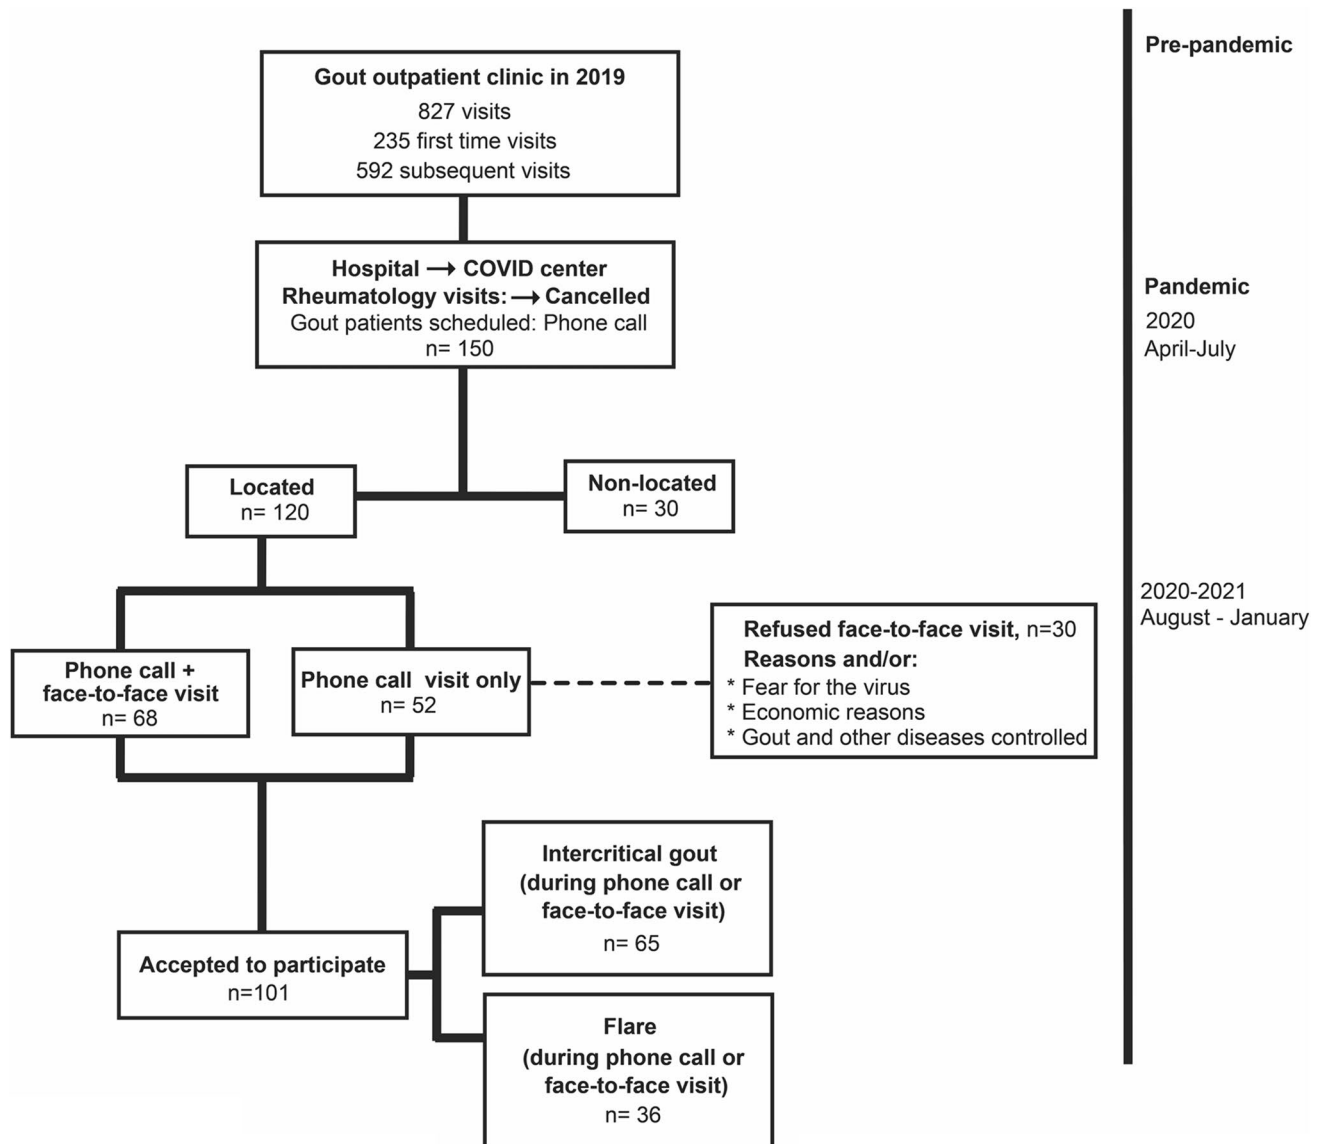 Pre-pandemic
Gout outpatient clinic in 2019
827 visits
235 first time visits
592 subsequent visits
Hospital → COVID center
Rheumatology visits: → Cancelled
Gout patients scheduled: Phone call
n= 150
Pandemic
2020
April-July
Located
n= 120
Non-located
n= 30
2020-2021
August - January
Phone call +
face-to-face visit
n= 68
Phone call visit only
n= 52
Refused face-to-face visit, n=30
Reasons and/or:
* Fear for the virus
* Economic reasons
* Gout and other diseases controlled
Accepted to participate
n=101
Intercritical gout
(during phone call or
face-to-face visit)
n= 65
Flare
(during phone call or
face-to-face visit)
n= 36